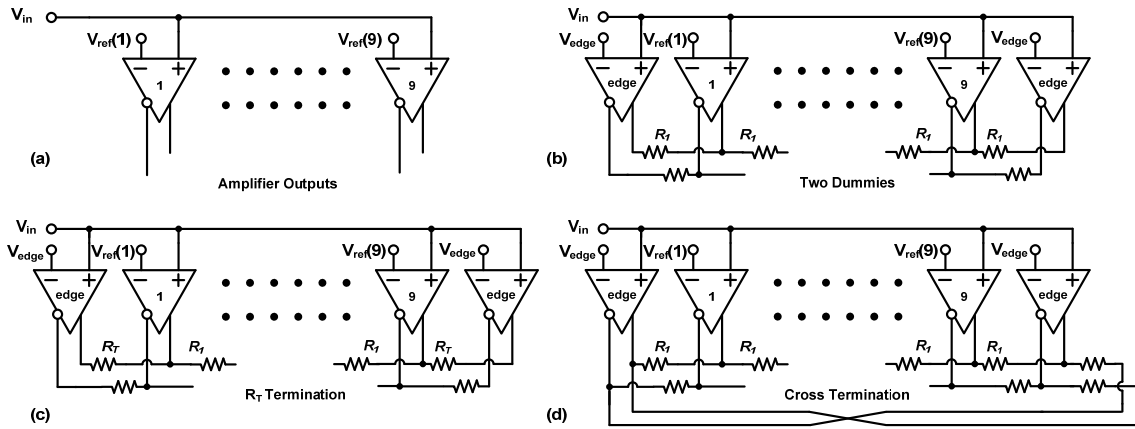 Vin
Vref(1)
Vref(9)
− + 1
− + 9
(a)
Amplifier Outputs
Vin
Vedge
Vref(1)
Vref(9)
Vedge
− + edge
− + 1
− + 9
− + edge
R1
R1
R1
R1
(b)
Two Dummies
Vin
Vedge
Vref(1)
Vref(9)
Vedge
− + edge
− + 1
− + 9
− + edge
RT
R1
R1
RT
(c)
RT Termination
Vin
Vedge
Vref(1)
Vref(9)
Vedge
− + edge
− + 1
− + 9
− + edge
R1
R1
R1
R1
(d)
Cross Termination